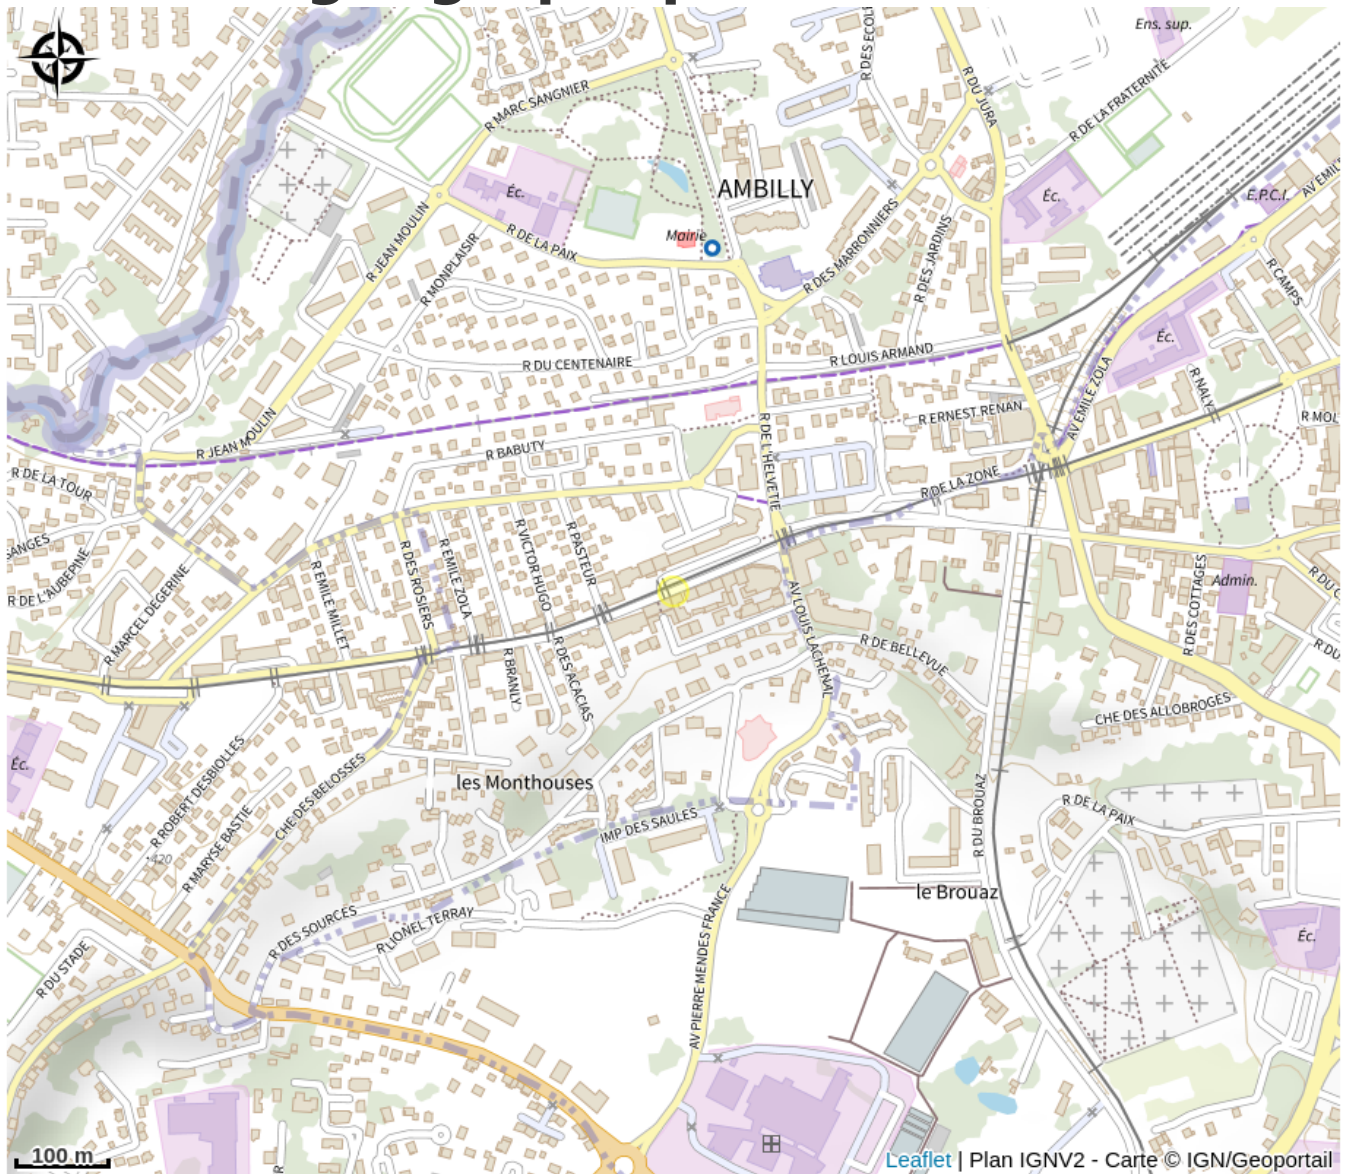 Ens. sup.
R DES ECOL
R DU JURA
R DE LA FRATERNITE
R MARC SANGNIER
AMBILLY
Éc.
Éc.
E.P.C.I.
AV EMIL
R JEAN MOULIN
R MONPLAISIR
R DE LA PAIX
Mairie
R DES MARRONNIERS
R DES JARDINS
R CAMPS
Éc.
R DU CENTENAIRE
R LOUIS ARMAND
AV EMILE ZOLA
R NALY
R ERNEST RENAN
R MOL
R JEAN MOULIN
R BABUTY
R DE L'HELVETIE
R DE LA TOUR
R DE LA ZONE
SANGES
R DE L'AUBEPINE
R MARCEL DEGERINE
R EMILE MILLET
R DES ROSIERS
R EMILE ZOLA
R VICTOR HUGO
R PASTEUR
AV LOUIS LACHENAL
R DES COTTAGES
Admin.
R DU C
R DU
R BRANLY
R DES ACACIAS
R DE BELLEVUE
CHE DES ALLOBROGES
Éc.
R ROBERT DESBIOLLES
CHE DES BELOSSES
les Monthouses
R MARYSE BASTIE
420
IMP DES SAULES
R DU BROUAZ
R DE LA PAIX
le Brouaz
R DES SOURCES
R LIONEL TERRAY
AV PIERRE MENDES FRANCE
Éc.
R DU STADE
R
100 m
Leaflet | Plan IGNV2 - Carte © IGN/Geoportail